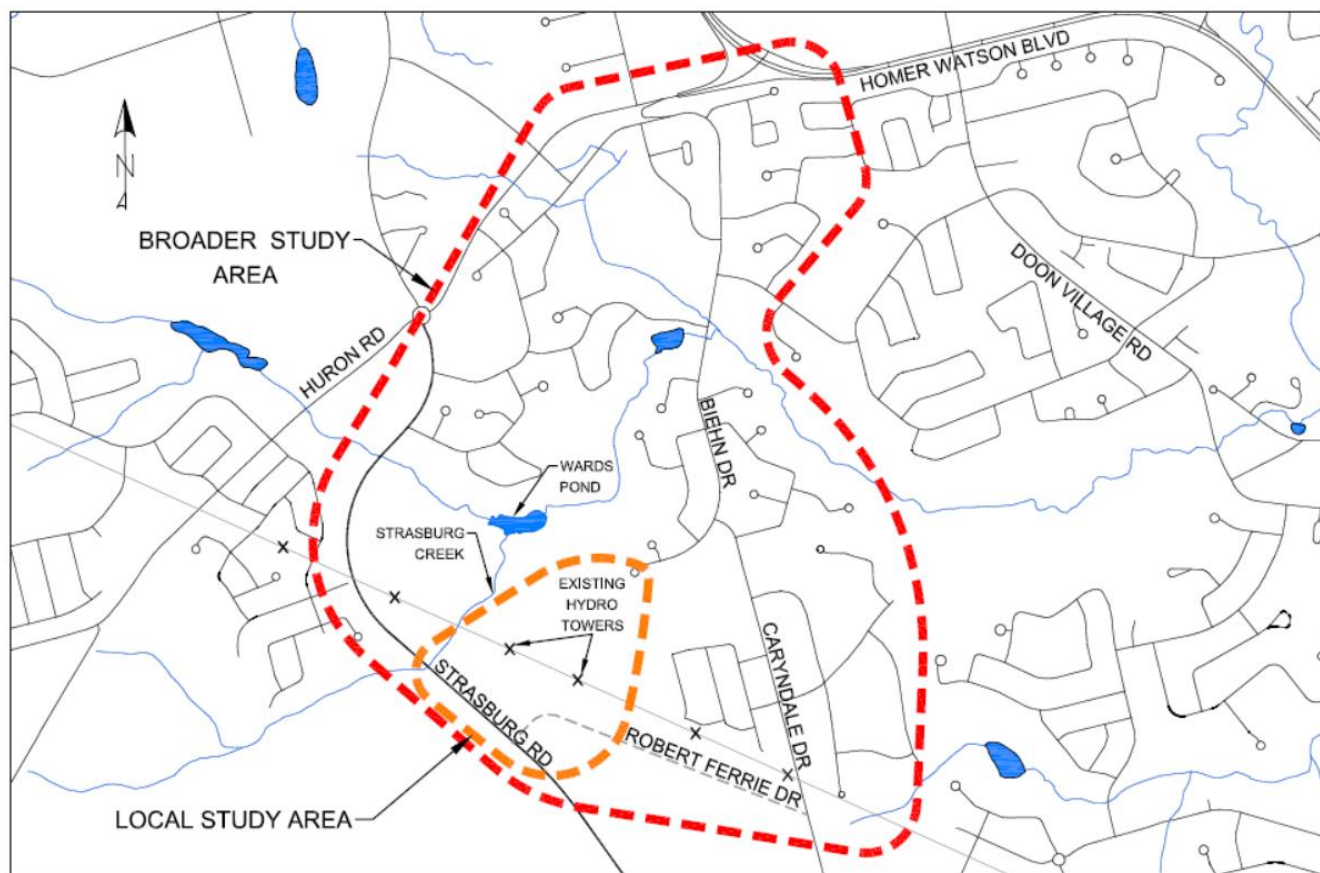 HOMER WATSON BLVD
N
BROADER STUDY
AREA
HURON RD
DOON VILLAGE RD
BIEHN DR
WARDS
POND
STRASBURG
CREEK
EXISTING
HYDRO
TOWERS
STRASBURG RD
CARYNDALE DR
ROBERT FERRIE DR
LOCAL STUDY AREA